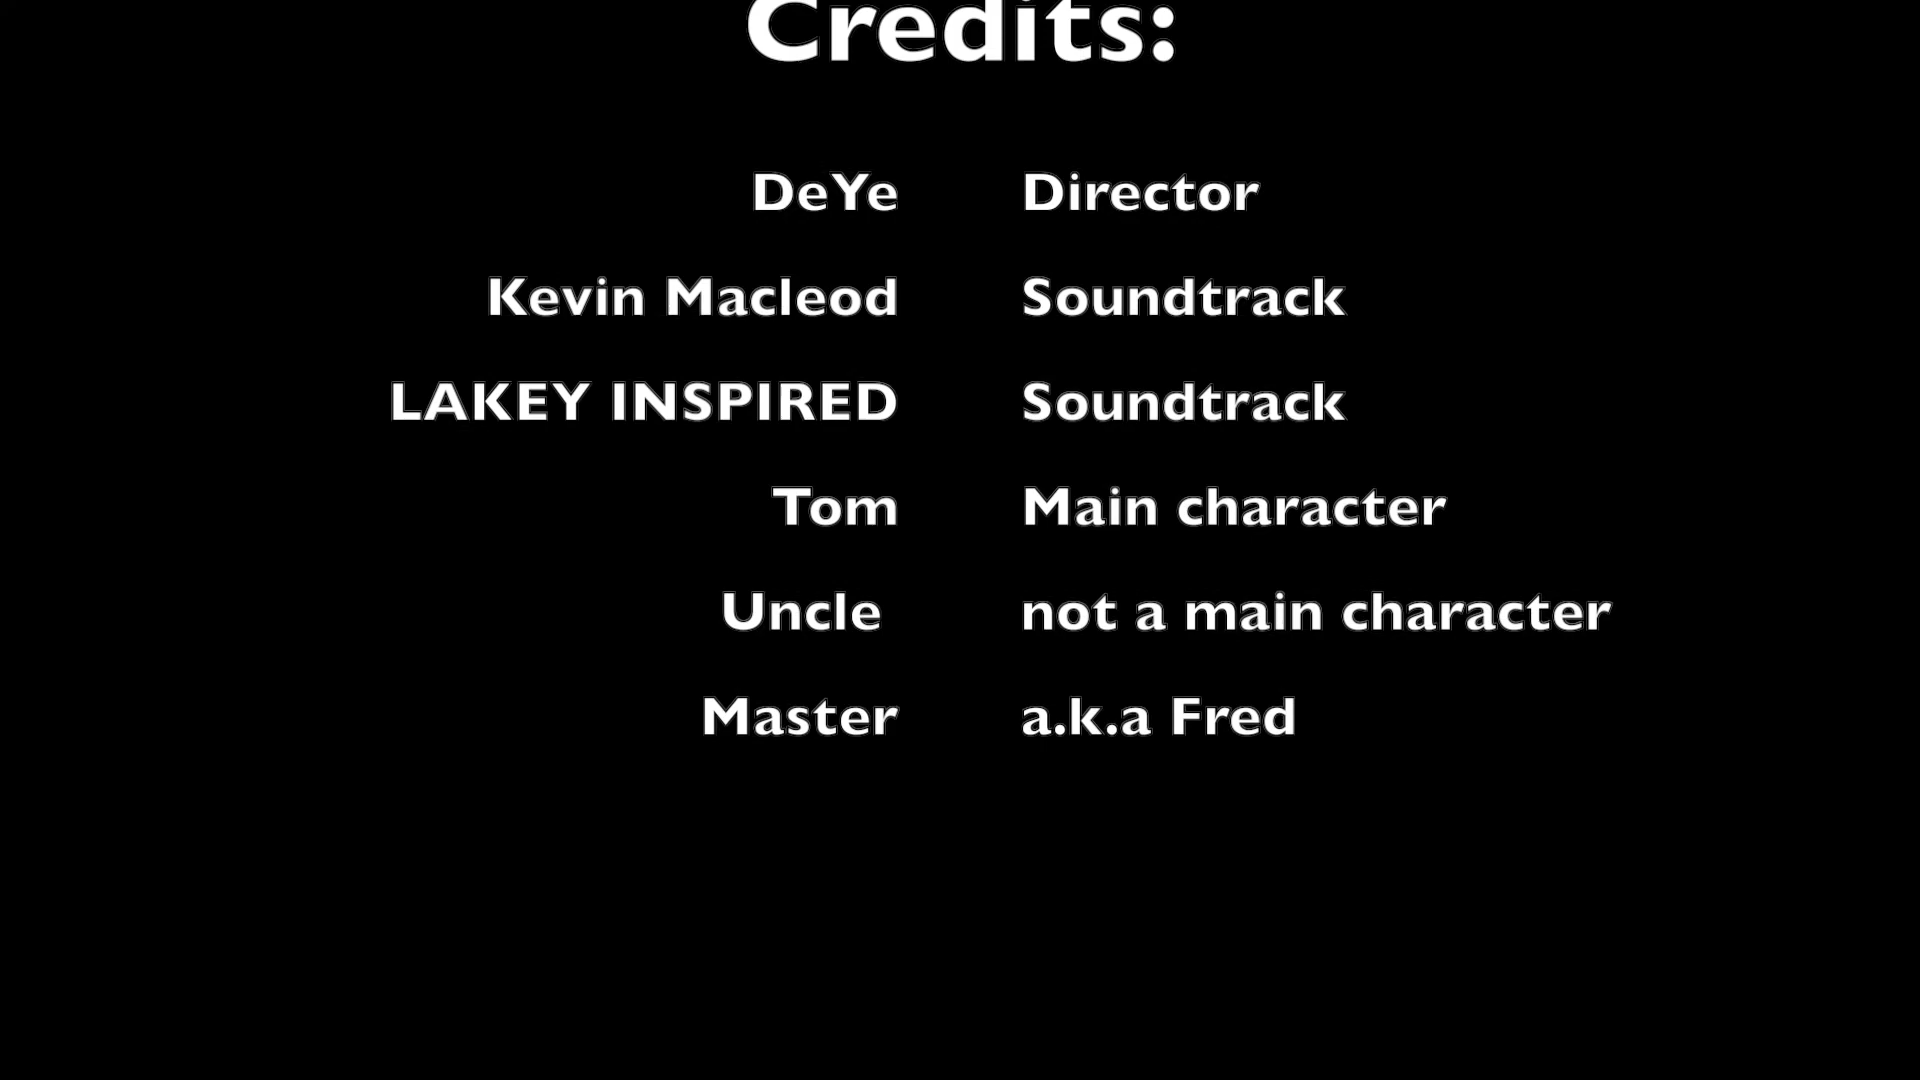 Credits:
DeYe Director
Kevin Macleod Soundtrack
LAKEY INSPIRED Soundtrack
Tom Main character
Uncle not a main character
Master a.k.a Fred